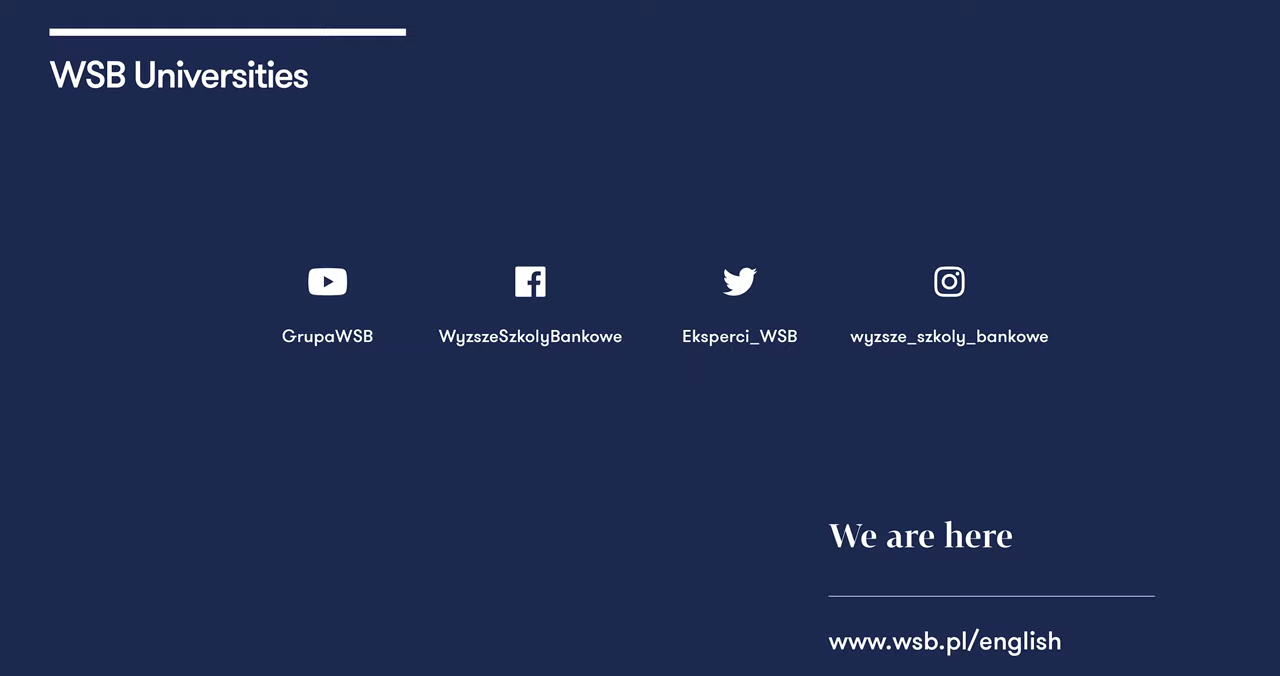 WSB Universities
GrupaWSB
WyzszeSzkolyBankowe
Eksperci_WSB
wyzsze_szkoly_bankowe
We are here
www.wsb.pl/english